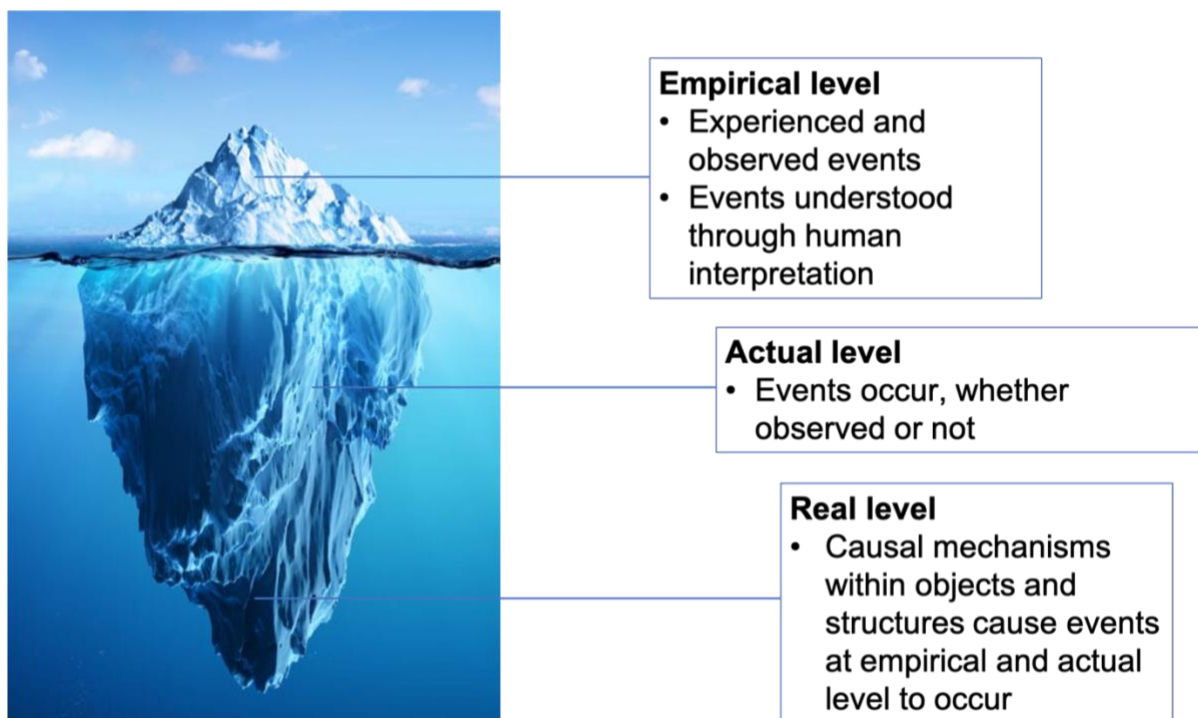 Empirical level
• Experienced and
observed events
• Events understood
through human
interpretation
Actual level
• Events occur, whether
observed or not
Real level
• Causal mechanisms
within objects and
structures cause events
at empirical and actual
level to occur